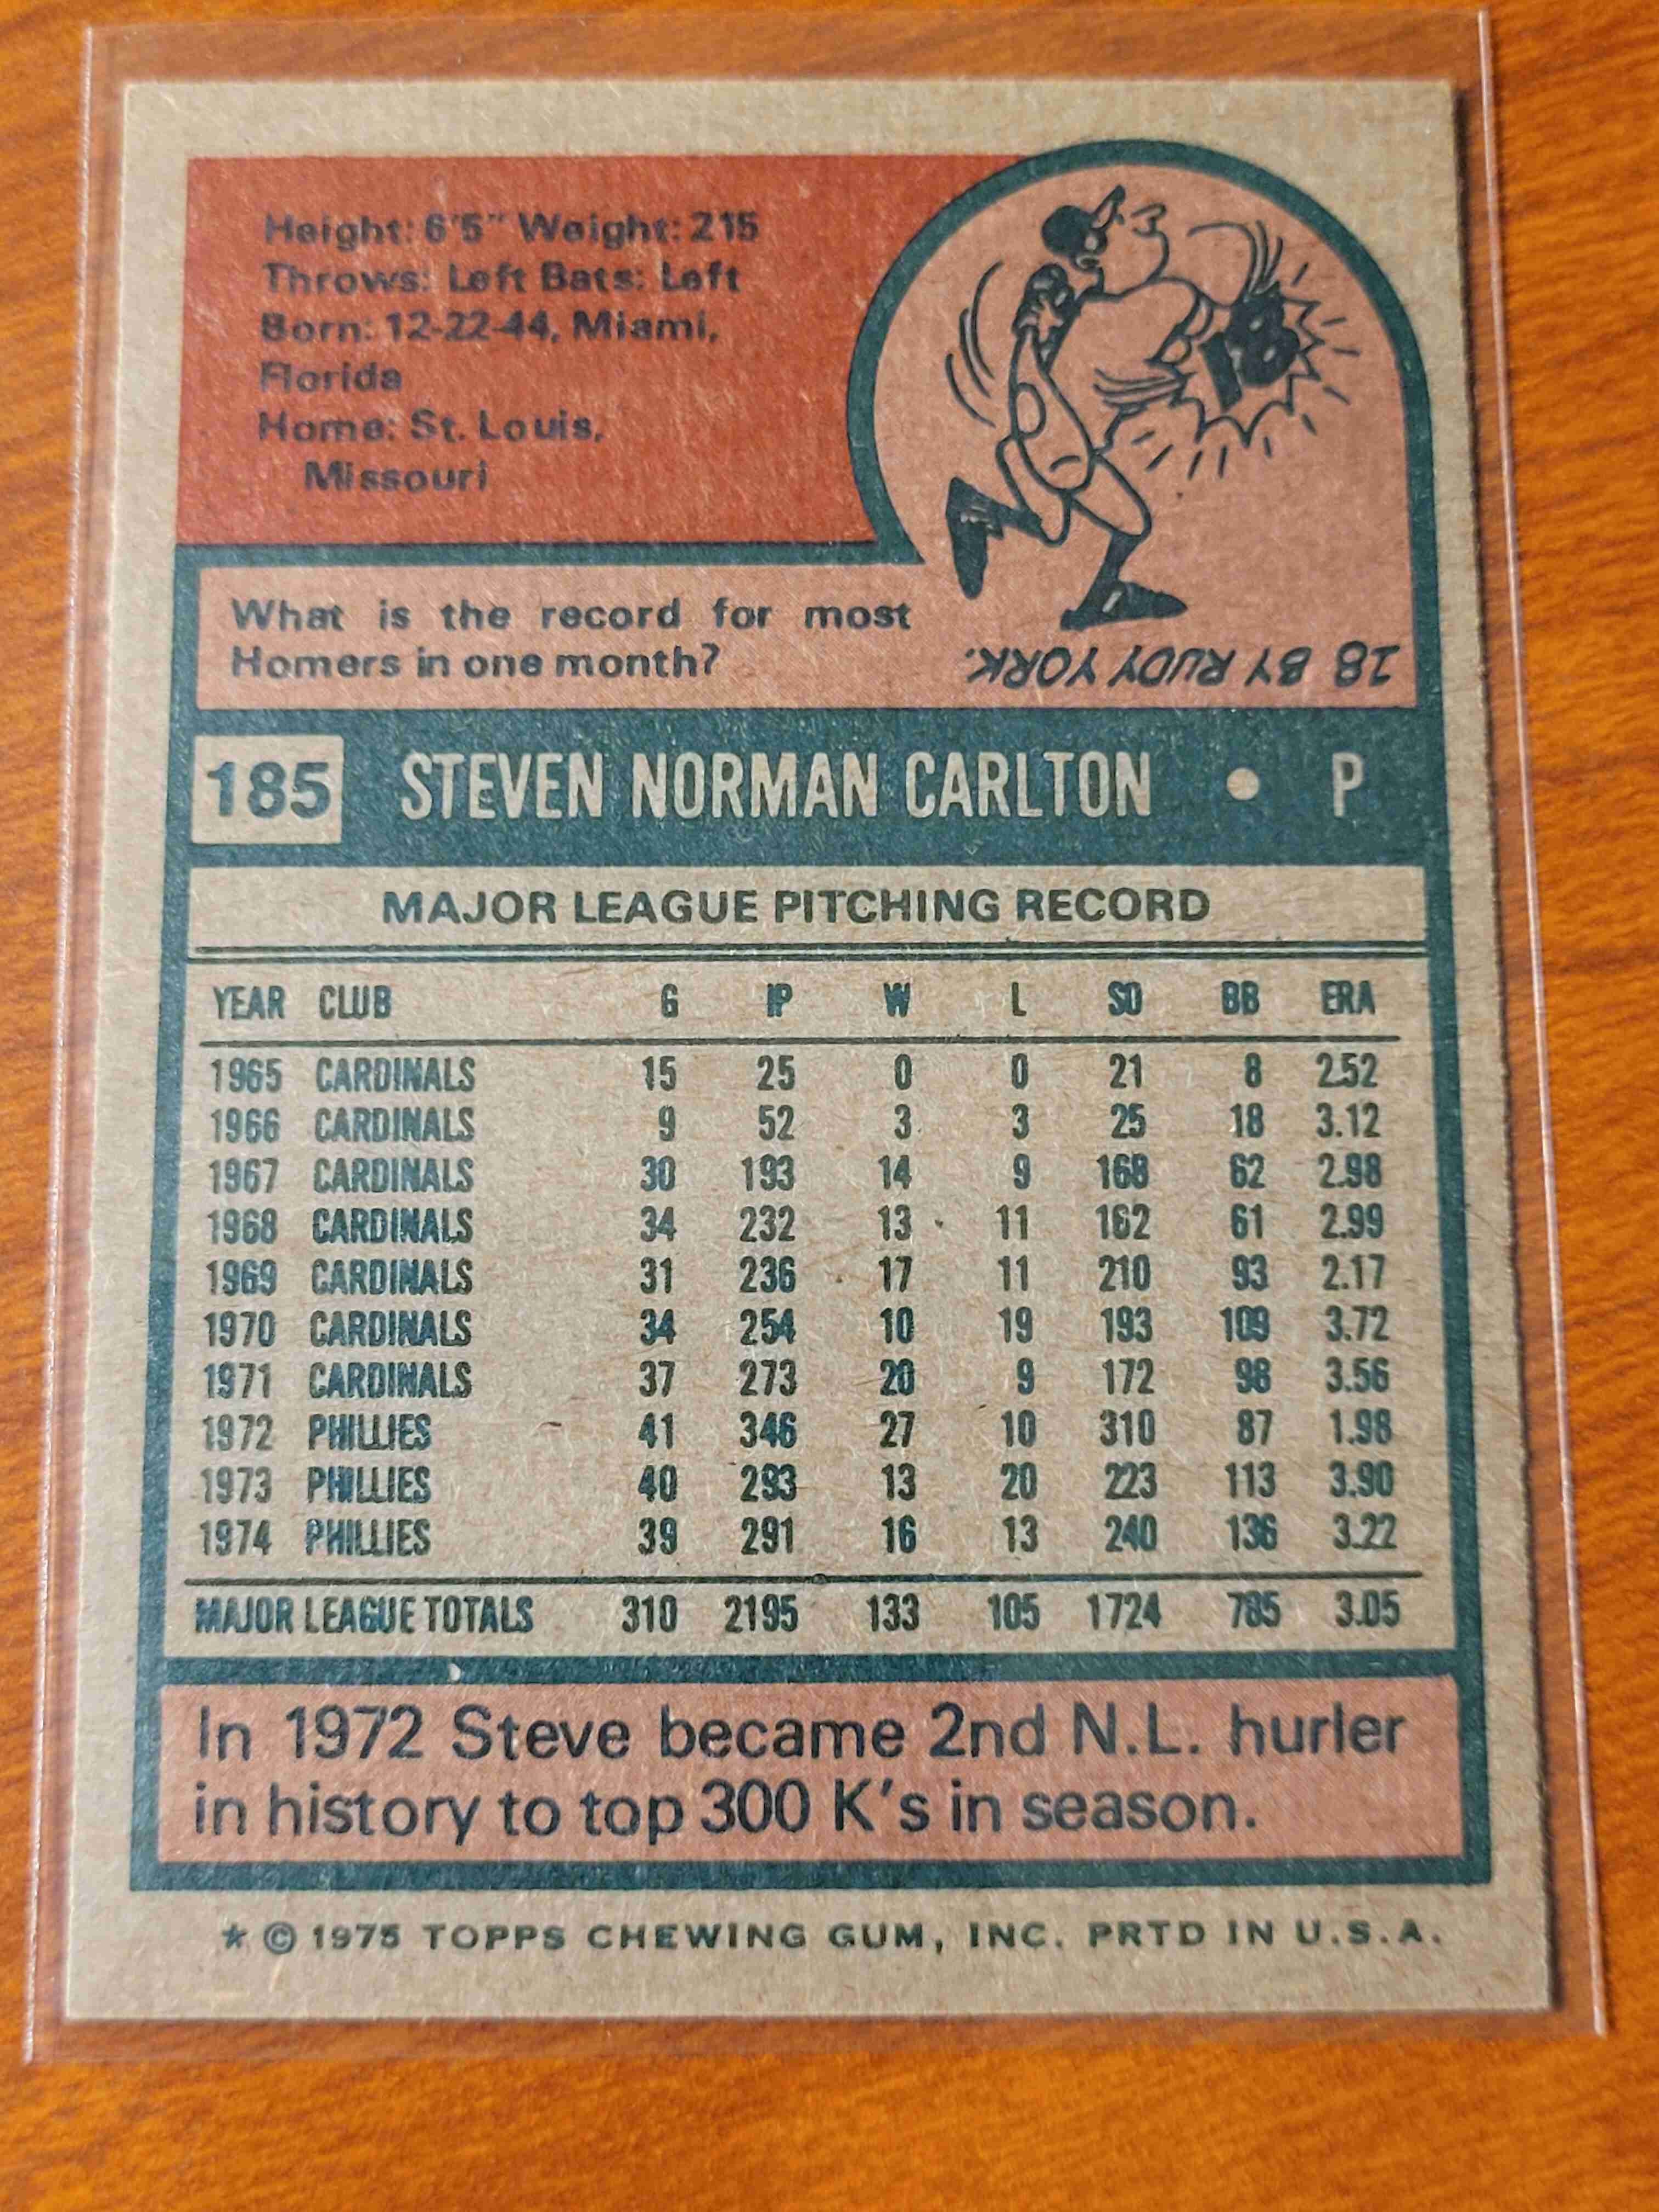 Height: 6'5" Weight: 215
Throws: Left Bats: Left
Born: 12-22-44, Miami,
Florida
Home: St. Louis,
Missouri
18
What is the record for most
Homers in one month?
18 BY RUDY YORK.
185 STEVEN NORMAN CARLTON • P
MAJOR LEAGUE PITCHING RECORD
YEAR CLUB G IP W L SO BB ERA
1965 CARDINALS 15 25 0 0 21 8 2.52
1966 CARDINALS 9 52 3 3 25 18 3.12
1967 CARDINALS 30 193 14 9 168 62 2.98
1968 CARDINALS 34 232 13 11 162 61 2.99
1969 CARDINALS 31 236 17 11 210 93 2.17
1970 CARDINALS 34 254 10 19 193 109 3.72
1971 CARDINALS 37 273 20 9 172 98 3.56
1972 PHILLIES 41 346 27 10 310 87 1.98
1973 PHILLIES 40 293 13 20 223 113 3.90
1974 PHILLIES 39 291 16 13 240 136 3.22
MAJOR LEAGUE TOTALS 310 2195 133 105 1724 785 3.05
In 1972 Steve became 2nd N.L. hurler
in history to top 300 K's in season.
* © 1975 TOPPS CHEWING GUM, INC. PRTD IN U.S.A.